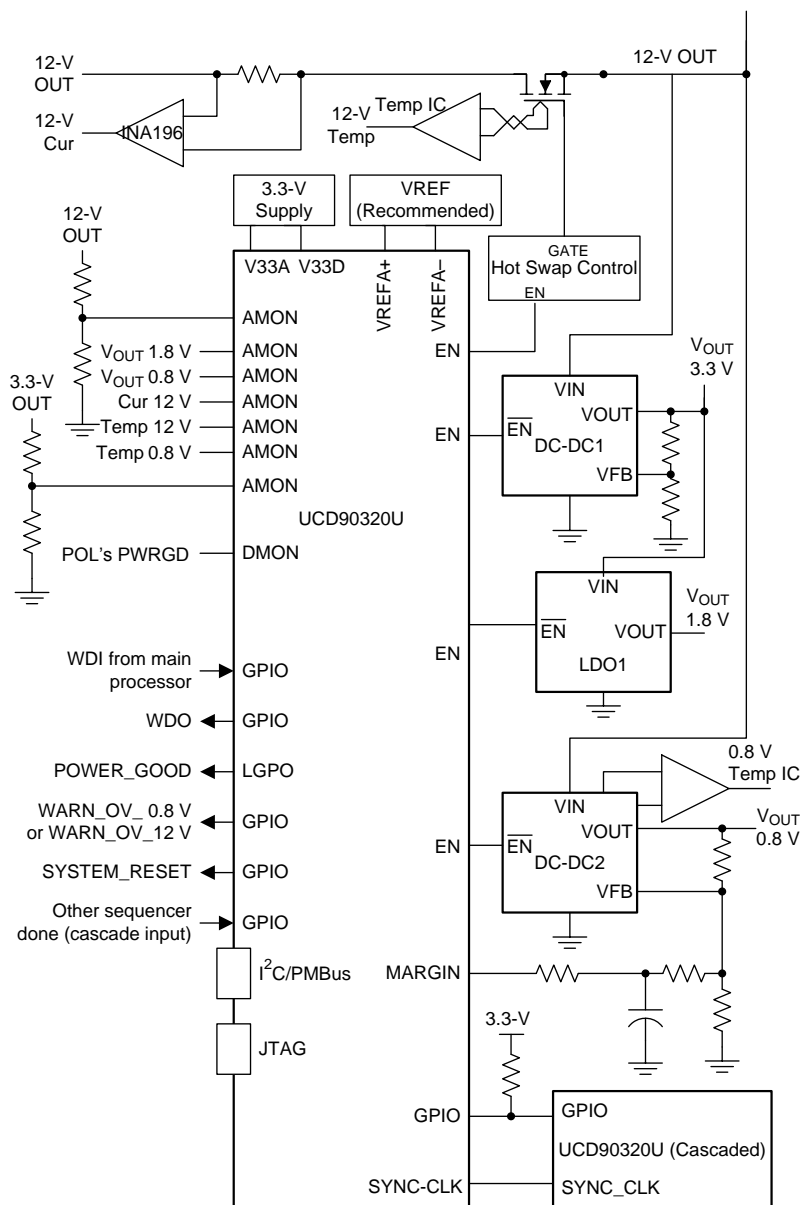 12-V
OUT
12-V
Cur
INA196
12-V
Temp
Temp IC
12-V OUT
3.3-V
Supply
VREF
(Recommended)
GATE
Hot Swap Control
EN
12-V
OUT
V33A V33D
VREFA+
VREFA–
AMON
VOUT 1.8 V
AMON
VOUT 0.8 V
AMON
Cur 12 V
AMON
Temp 12 V
AMON
Temp 0.8 V
AMON
3.3-V
OUT
AMON
UCD90320U
POL's PWRGD
DMON
EN
EN
VIN
VOUT
EN
DC-DC1
VFB
VOUT
3.3 V
EN
VIN
EN
VOUT
LDO1
VOUT
1.8 V
WDI from main
processor
GPIO
WDO
GPIO
POWER_GOOD
LGPO
WARN_OV_ 0.8 V
or WARN_OV_12 V
GPIO
SYSTEM_RESET
GPIO
Other sequencer
done (cascade input)
GPIO
I2C/PMBus
JTAG
EN
VIN
VOUT
EN
DC-DC2
VFB
0.8 V
Temp IC
VOUT
0.8 V
MARGIN
3.3-V
GPIO
GPIO
UCD90320U (Cascaded)
SYNC-CLK
SYNC_CLK